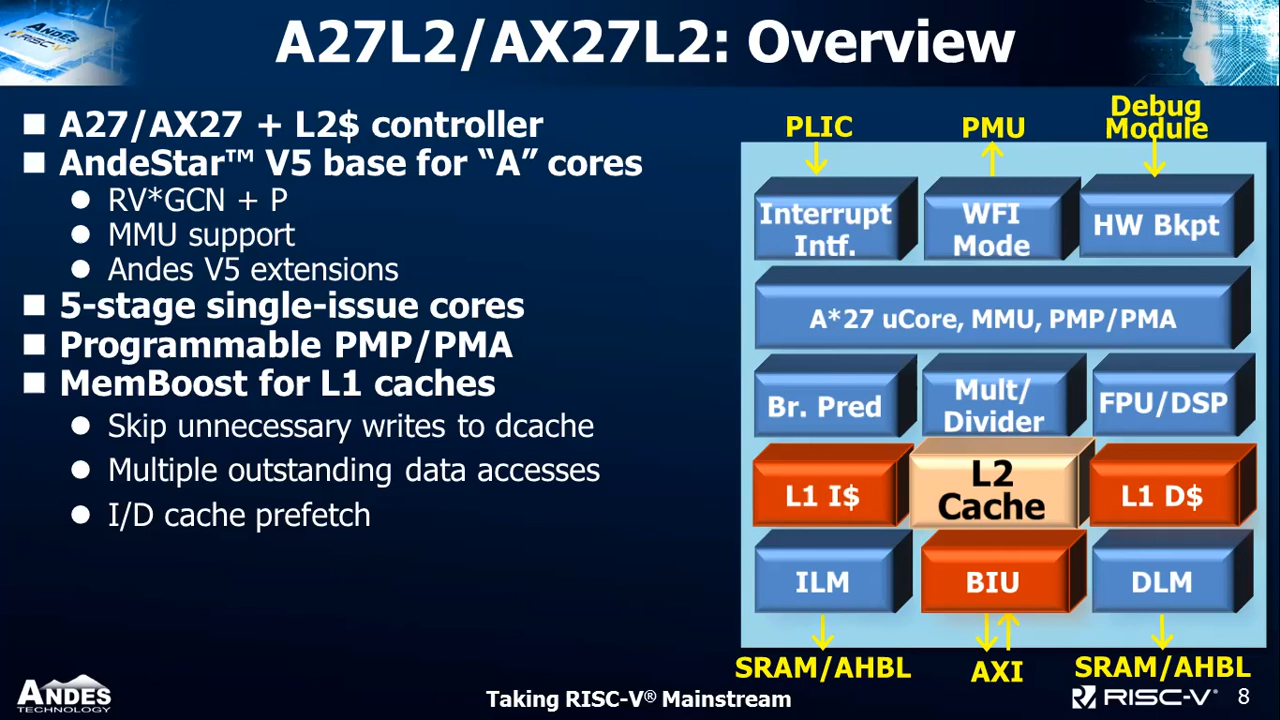 ANDES
RISC-V
A27L2/AX27L2: Overview
A27/AX27 + L2$ controller
AndeStar™ V5 base for “A” cores
RV*GCN + P
MMU support
Andes V5 extensions
5-stage single-issue cores
Programmable PMP/PMA
MemBoost for L1 caches
Skip unnecessary writes to dcache
Multiple outstanding data accesses
I/D cache prefetch
PLIC
PMU
Debug
Module
Interrupt
Intf.
WFI
Mode
HW Bkpt
A*27 uCore, MMU, PMP/PMA
Br. Pred
Mult/
Divider
FPU/DSP
L1 I$
L2
Cache
L1 D$
ILM
BIU
DLM
SRAM/AHBL
AXI
SRAM/AHBL
ANDES
TECHNOLOGY
Taking RISC-V® Mainstream
RISC-V®
8